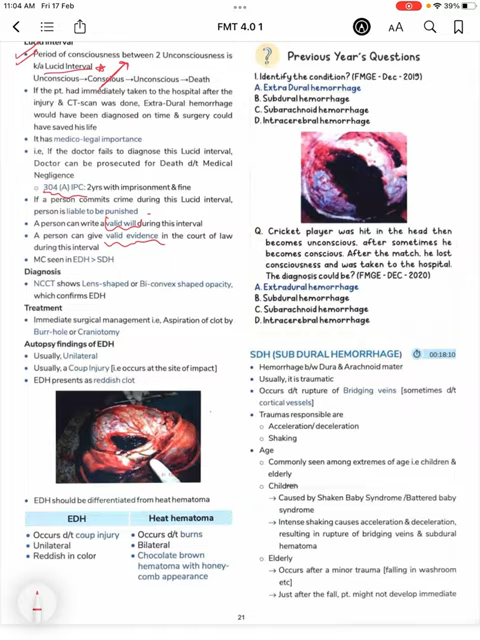 11:04 AM Fri 17 Feb
39%
FMT 4.0 1
AA
Lucid Interval
• Period of consciousness between 2 Unconsciousness is
k/a Lucid Interval
Unconscious→Conscious→Unconscious→Death
• If the pt. had immediately taken to the hospital after the
injury & CT-scan was done, Extra-Dural hemorrhage
would have been diagnosed on time & surgery could
have saved his life
• It has medico-legal importance
• i.e, If the doctor fails to diagnose this Lucid interval,
Doctor can be prosecuted for Death d/t Medical
Negligence
○ 304 (A) IPC: 2yrs with imprisonment & fine
• If a person commits crime during this Lucid interval,
person is liable to be punished
• A person can write a valid will during this interval
• A person can give valid evidence in the court of law
during this interval
• MC seen in EDH > SDH
Diagnosis
• NCCT shows Lens-shaped or Bi-convex shaped opacity,
which confirms EDH
Treatment
• Immediate surgical management i.e, Aspiration of clot by
Burr-hole or Craniotomy
Autopsy findings of EDH
• Usually, Unilateral
• Usually, a Coup Injury [i.e occurs at the site of impact]
• EDH presents as reddish clot
• EDH should be differentiated from heat hematoma
EDH
• Occurs d/t coup injury
• Unilateral
• Reddish in color
Heat hematoma
• Occurs d/t burns
• Bilateral
• Chocolate brown
hematoma with honey-
comb appearance
? Previous Year's Questions
1. Identify the condition? (FMGE - Dec - 2019)
A. Extra Dural hemorrhage
B. Subdural hemorrhage
C. Subarachnoid hemorrhage
D. Intracerebral hemorrhage
Q. Cricket player was hit in the head then
becomes unconscious, after sometimes he
becomes conscious. After the match, he lost
consciousness and was taken to the hospital.
The diagnosis could be? (FMGE - DEC - 2020)
A. Extradural hemorrhage
B. Subdural hemorrhage
C. Subarachnoid hemorrhage
D. Intracerebral hemorrhage
SDH (SUB DURAL HEMORRHAGE) 00:18:10
• Hemorrhage b/w Dura & Arachnoid mater
• Usually, it is traumatic
• Occurs d/t rupture of Bridging veins [sometimes d/t
cortical vessels]
• Traumas responsible are
○ Acceleration/ deceleration
○ Shaking
• Age
○ Commonly seen among extremes of age i.e children &
elderly
○ Children
→ Caused by Shaken Baby Syndrome /Battered baby
syndrome
→ Intense shaking causes acceleration & deceleration,
resulting in rupture of bridging veins & subdural
hematoma
○ Elderly
→ Occurs after a minor trauma [falling in washroom
etc]
→ Just after the fall, pt. might not develop immediate
21